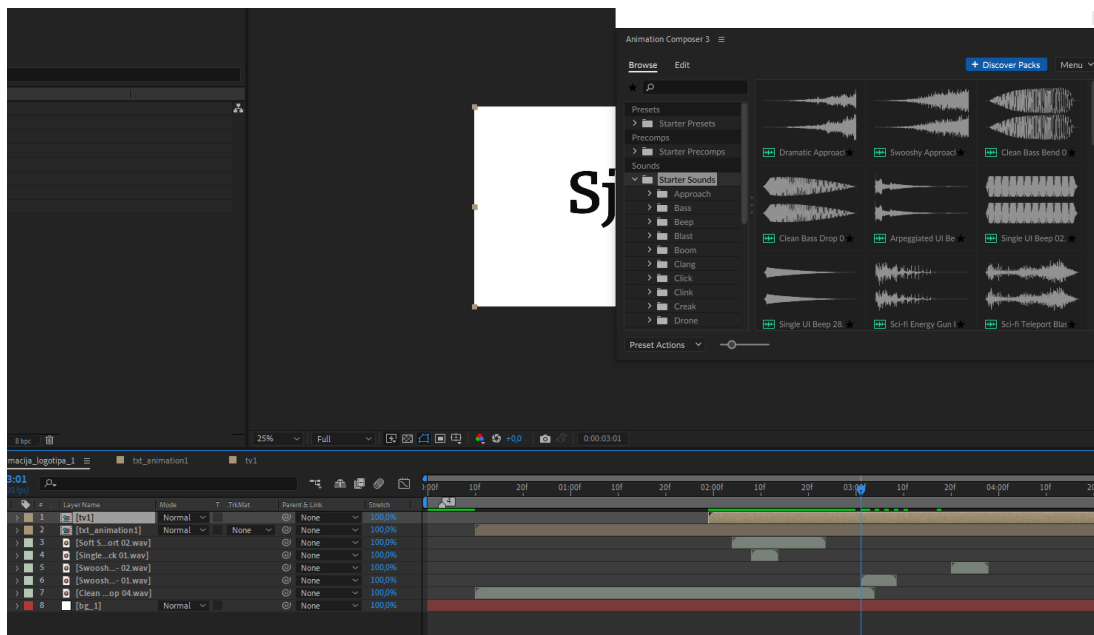 Animation Composer 3
Browse Edit
+ Discover Packs Menu
Presets
Starter Presets
Precomps
Starter Precomps
Sounds
Starter Sounds
Approach
Bass
Beep
Blast
Boom
Clang
Click
Clink
Creak
Drone
Dramatic Approach Swooshy Approach Clean Bass Bend 0
Clean Bass Drop 0 Arpeggiated UI Be Single UI Beep 02.
Single UI Beep 28. Sci-fi Energy Gun Sci-fi Teleport Blas
Preset Actions
Sj
8 bpc 25% Full +0,0 0:00:03:01
macija_logotipa_1 txt_animation1 tv1
3:01
# Layer Name Mode T .TrkMat Parent & Link Stretch
:00f 10f 20f 01:00f 10f 20f 02:00f 10f 20f 03:00f 10f 20f 04:00f 10f 20
4
1 [tv1] Normal None 100,0%
2 [txt_animation1] Normal None None 100,0%
3 [Soft S...ort 02.wav] None 100,0%
4 [Single...ck 01.wav] None 100,0%
5 [Swoosh...- 02.wav] None 100,0%
6 [Swoosh...- 01.wav] None 100,0%
7 [Clean ...op 04.wav] None 100,0%
8 [bg_1] Normal None 100,0%